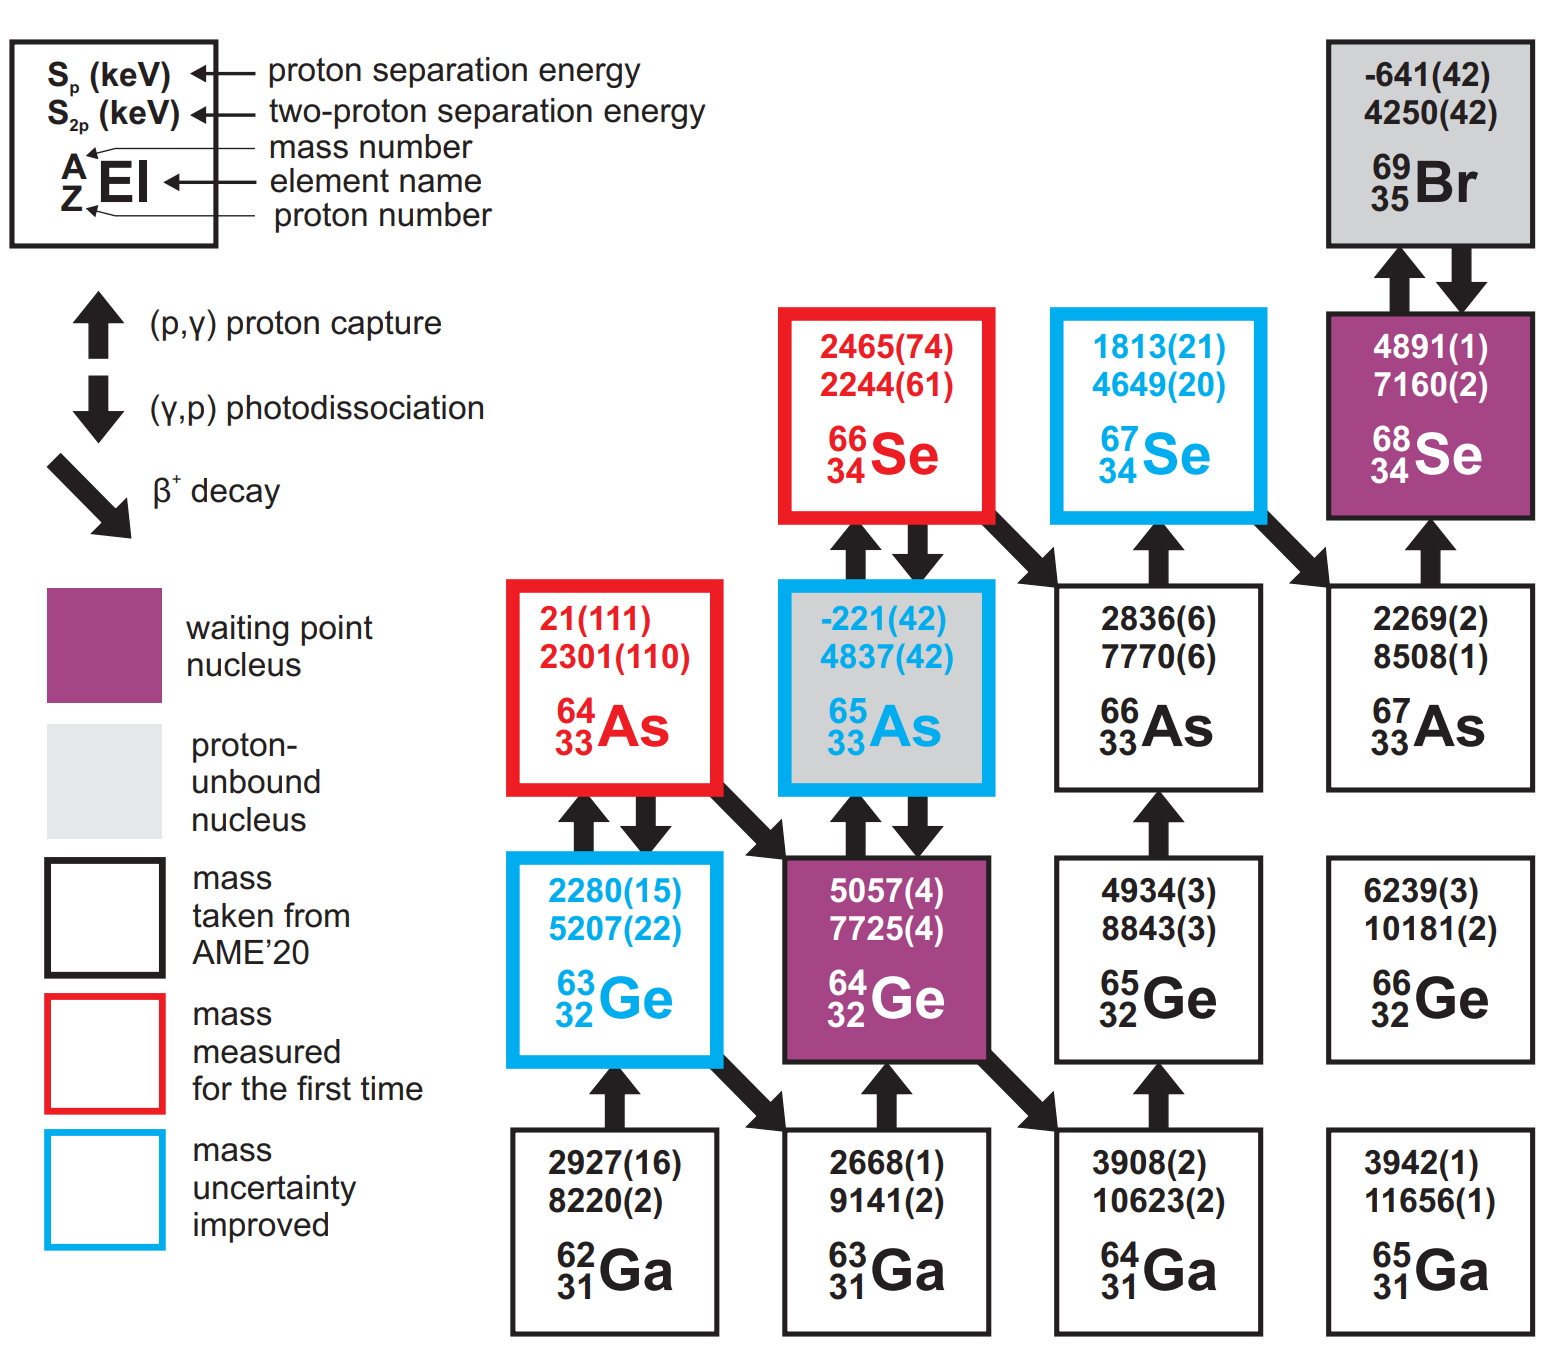 Sp (keV)
S2p (keV)
A
Z El
proton separation energy
two-proton separation energy
mass number
element name
proton number
(p,γ) proton capture
(γ,p) photodissociation
β+ decay
waiting point
nucleus
proton-
unbound
nucleus
mass
taken from
AME'20
mass
measured
for the first time
mass
uncertainty
improved
-641(42)
4250(42)
69
35 Br
2465(74)
2244(61)
66
34 Se
1813(21)
4649(20)
67
34 Se
4891(1)
7160(2)
68
34 Se
21(111)
2301(110)
64
33 As
-221(42)
4837(42)
65
33 As
2836(6)
7770(6)
66
33 As
2269(2)
8508(1)
67
33 As
2280(15)
5207(22)
63
32 Ge
5057(4)
7725(4)
64
32 Ge
4934(3)
8843(3)
65
32 Ge
6239(3)
10181(2)
66
32 Ge
2927(16)
8220(2)
62
31 Ga
2668(1)
9141(2)
63
31 Ga
3908(2)
10623(2)
64
31 Ga
3942(1)
11656(1)
65
31 Ga